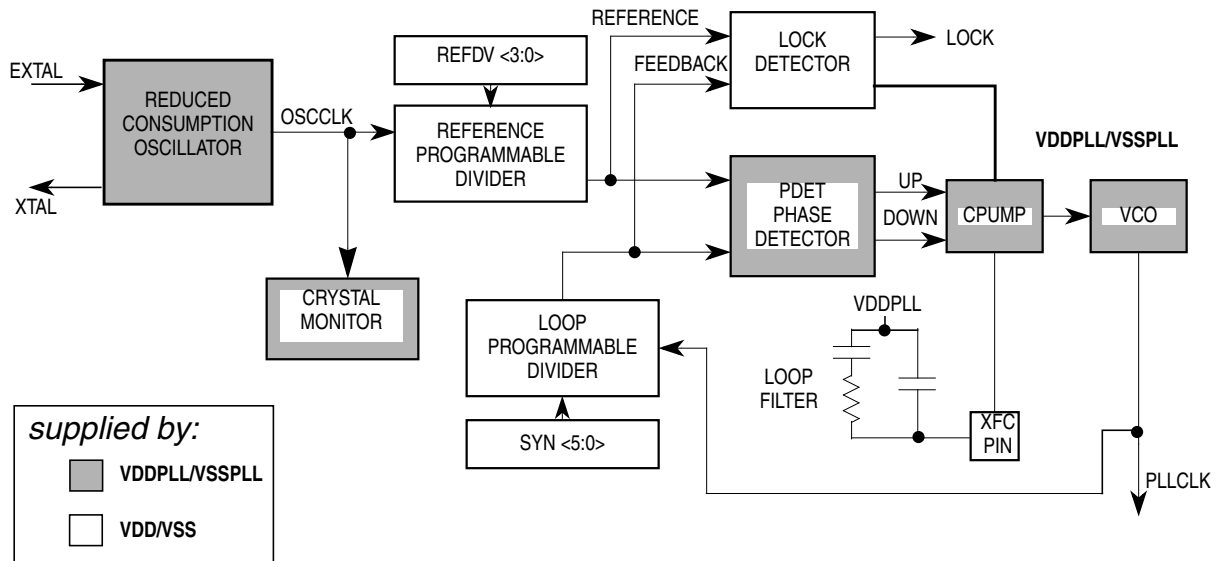 REFERENCE
REFDV <3:0>
LOCK
DETECTOR
LOCK
FEEDBACK
EXTAL
REDUCED
CONSUMPTION
OSCILLATOR
OSCCLK
REFERENCE
PROGRAMMABLE
DIVIDER
XTAL
VDDPLL/VSSPLL
PDET
PHASE
DETECTOR
UP
DOWN
CPUMP
VCO
CRYSTAL
MONITOR
LOOP
PROGRAMMABLE
DIVIDER
VDDPLL
LOOP
FILTER
XFC
PIN
SYN <5:0>
PLLCLK
supplied by:
VDDPLL/VSSPLL
VDD/VSS